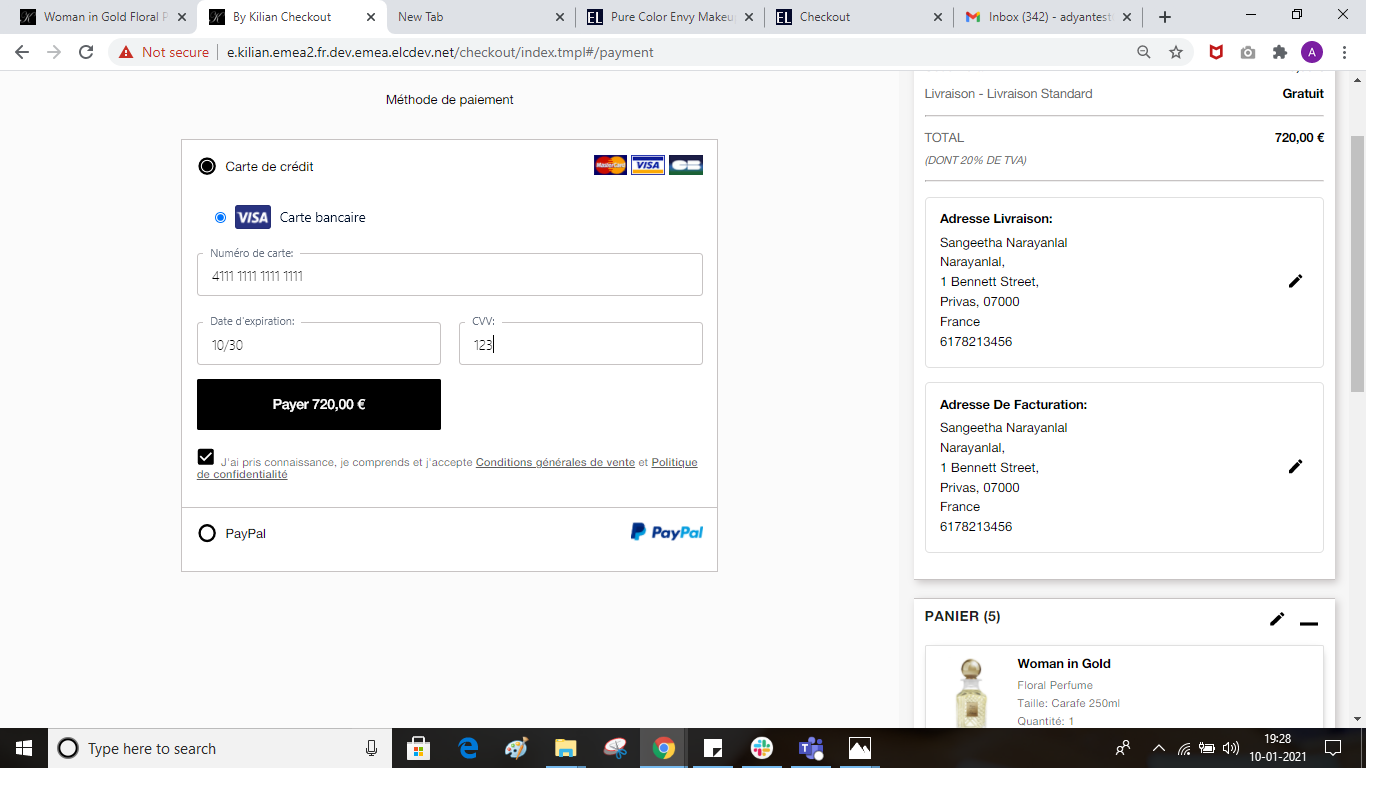 Woman in Gold Floral P
By Kilian Checkout
New Tab
EL
Pure Color Envy Makeu
EL
Checkout
Inbox (342) - adyantest
Not secure
e.kilian.emea2.fr.dev.emea.elcdev.net/checkout/index.tmpl#/payment
A
Méthode de paiement
Carte de crédit
MasterCard
VISA
CB
VISA
Carte bancaire
Numéro de carte:
4111 1111 1111 1111
Date d'expiration:
10/30
CVV:
123
Payer 720,00 €
J'ai pris connaissance, je comprends et j'accepte Conditions générales de vente et Politique
de confidentialité
PayPal
PayPal
Livraison - Livraison Standard
Gratuit
TOTAL
720,00 €
(DONT 20% DE TVA)
Adresse Livraison:
Sangeetha Narayanlal
Narayanlal,
1 Bennett Street,
Privas, 07000
France
6178213456
Adresse De Facturation:
Sangeetha Narayanlal
Narayanlal,
1 Bennett Street,
Privas, 07000
France
6178213456
PANIER (5)
Woman in Gold
Floral Perfume
Taille: Carafe 250ml
Quantité: 1
Type here to search
19:28
10-01-2021